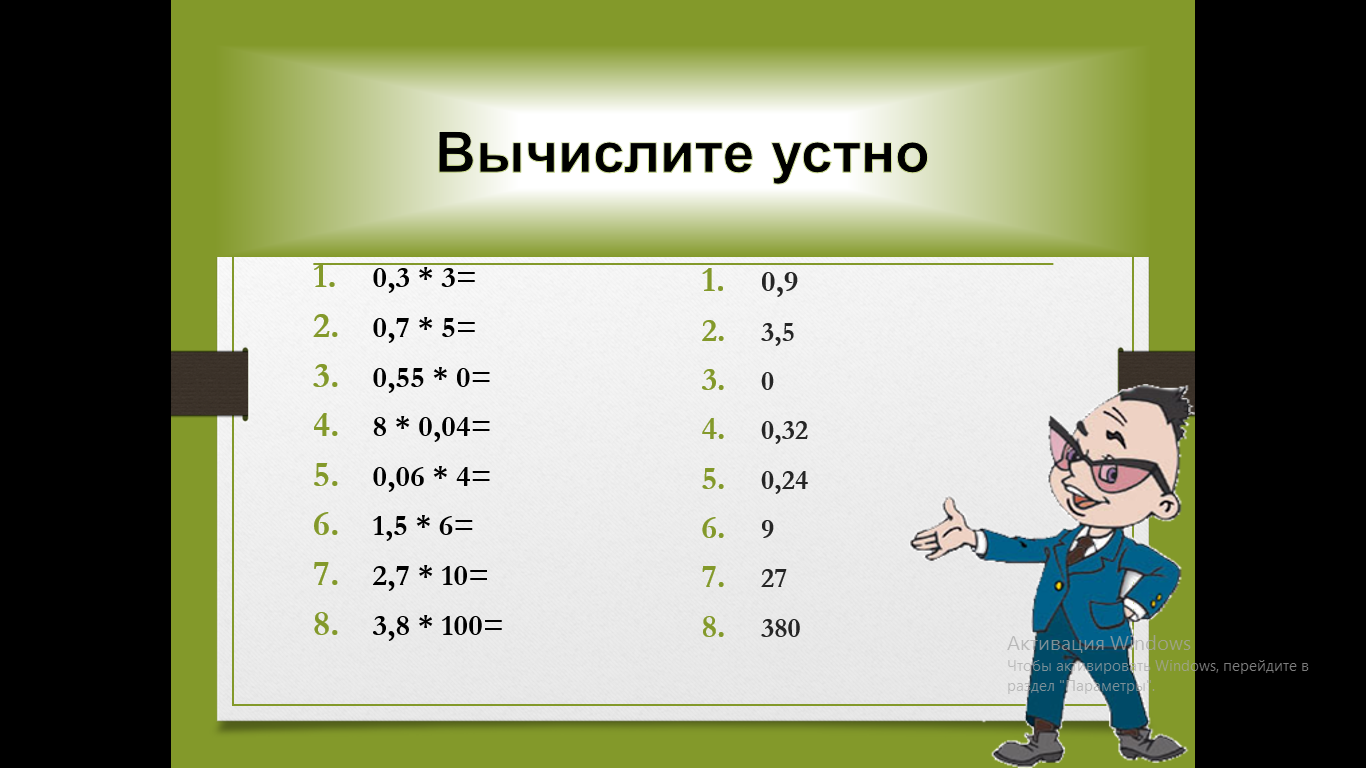 Вычислите устно
1. 0,3 * 3=
2. 0,7 * 5=
3. 0,55 * 0=
4. 8 * 0,04=
5. 0,06 * 4=
6. 1,5 * 6=
7. 2,7 * 10=
8. 3,8 * 100=
1. 0,9
2. 3,5
3. 0
4. 0,32
5. 0,24
6. 9
7. 27
8. 380
Активация Windows
Чтобы активировать Windows, перейдите в
раздел "Параметры".